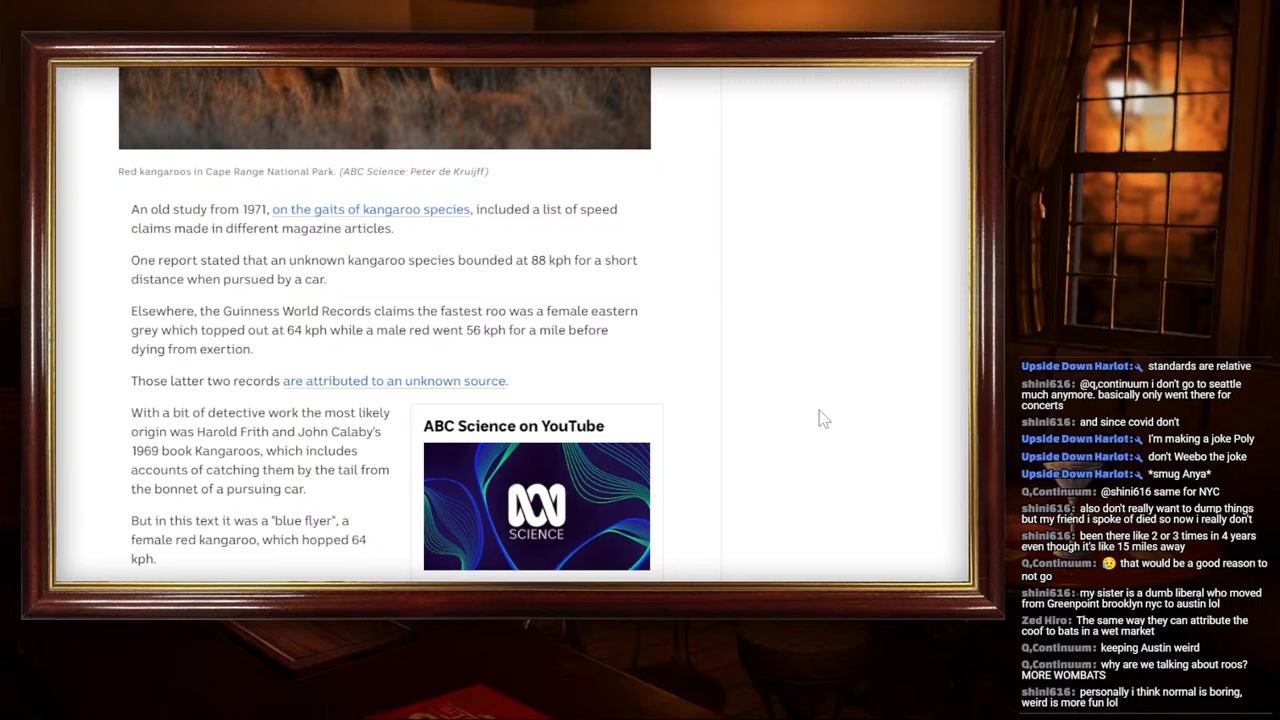 Red kangaroos in Cape Range National Park. (ABC Science: Peter de Kruijff)
An old study from 1971, on the gaits of kangaroo species, included a list of speed
claims made in different magazine articles.
One report stated that an unknown kangaroo species bounded at 88 kph for a short
distance when pursued by a car.
Elsewhere, the Guinness World Records claims the fastest roo was a female eastern
grey which topped out at 64 kph while a male red went 56 kph for a mile before
dying from exertion.
Those latter two records are attributed to an unknown source.
With a bit of detective work the most likely
origin was Harold Frith and John Calaby's
1969 book Kangaroos, which includes
accounts of catching them by the tail from
the bonnet of a pursuing car.
But in this text it was a "blue flyer", a
female red kangaroo, which hopped 64
kph.
ABC Science on YouTube
SCIENCE
Upside Down Harlot: standards are relative
shini616: @q,continuum i don't go to seattle
much anymore. basically only went there for
concerts
shini616: and since covid don't
Upside Down Harlot: I'm making a joke Poly
Upside Down Harlot: don't Weebo the joke
Upside Down Harlot: *smug Anya*
Q,Continuum: @shini616 same for NYC
shini616: also don't really want to dump things
but my friend i spoke of died so now i really don't
shini616: been there like 2 or 3 times in 4 years
even though it's like 15 miles away
Q,Continuum: 😥 that would be a good reason to
not go
shini616: my sister is a dumb liberal who moved
from Greenpoint brooklyn nyc to austin lol
Zed Hiro: The same way they can attribute the
coof to bats in a wet market
Q,Continuum: keeping Austin weird
Q,Continuum: why are we talking about roos?
MORE WOMBATS
shini616: personally i think normal is boring,
weird is more fun lol